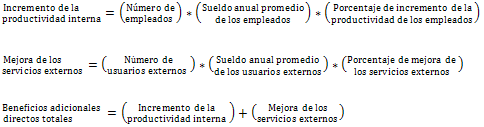 Incremento de la productividad interna = (Número de empleados) * (Sueldo anual promedio de los empleados) * (Porcentaje de incremento de la productividad de los empleados)
Mejora de los servicios externos = (Número de usuarios externos) * (Sueldo anual promedio de los usuarios externos) * (Porcentaje de mejora de los servicios externos)
Beneficios adicionales directos totales = (Incremento de la productividad interna) + (Mejora de los servicios externos)